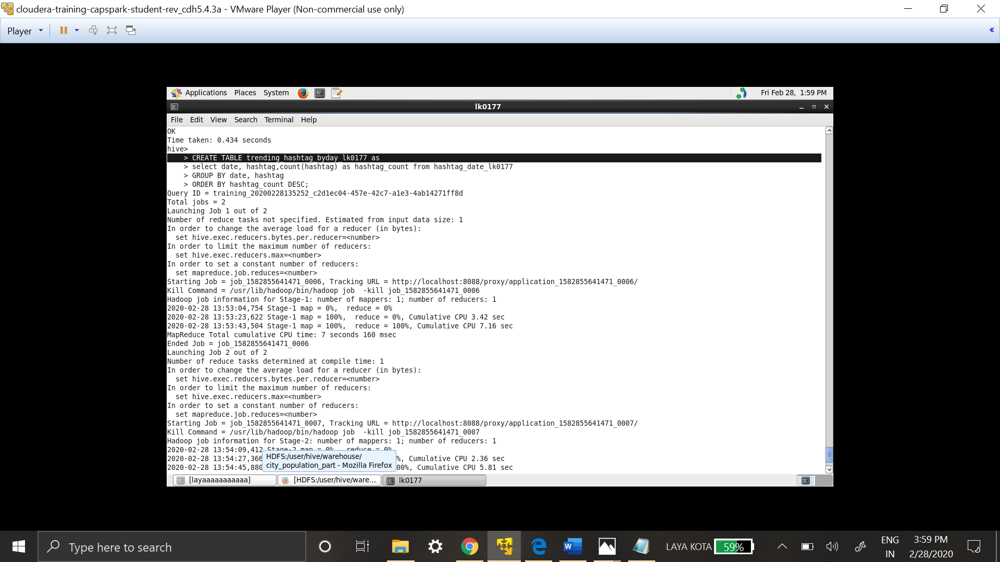 cloudera-training-capspark-student-rev_cdh5.4.3a - VMware Player (Non-commercial use only)
Player
«
Applications Places System Fri Feb 28, 1:59 PM
lk0177
File Edit View Search Terminal Help
OK
Time taken: 0.434 seconds
hive>
    > CREATE TABLE trending_hashtag_byday_lk0177 as
    > select date, hashtag,count(hashtag) as hashtag_count from hashtag_date_lk0177
    > GROUP BY date, hashtag
    > ORDER BY hashtag_count DESC;
Query ID = training_20200228135252_c2d1ec04-457e-42c7-a1e3-4ab14271ff8d
Total jobs = 2
Launching Job 1 out of 2
Number of reduce tasks not specified. Estimated from input data size: 1
In order to change the average load for a reducer (in bytes):
  set hive.exec.reducers.bytes.per.reducer=<number>
In order to limit the maximum number of reducers:
  set hive.exec.reducers.max=<number>
In order to set a constant number of reducers:
  set mapreduce.job.reduces=<number>
Starting Job = job_1582855641471_0006, Tracking URL = http://localhost:8088/proxy/application_1582855641471_0006/
Kill Command = /usr/lib/hadoop/bin/hadoop job  -kill job_1582855641471_0006
Hadoop job information for Stage-1: number of mappers: 1; number of reducers: 1
2020-02-28 13:53:04,754 Stage-1 map = 0%,  reduce = 0%
2020-02-28 13:53:23,622 Stage-1 map = 100%,  reduce = 0%, Cumulative CPU 3.42 sec
2020-02-28 13:53:43,504 Stage-1 map = 100%,  reduce = 100%, Cumulative CPU 7.16 sec
MapReduce Total cumulative CPU time: 7 seconds 160 msec
Ended Job = job_1582855641471_0006
Launching Job 2 out of 2
Number of reduce tasks determined at compile time: 1
In order to change the average load for a reducer (in bytes):
  set hive.exec.reducers.bytes.per.reducer=<number>
In order to limit the maximum number of reducers:
  set hive.exec.reducers.max=<number>
In order to set a constant number of reducers:
  set mapreduce.job.reduces=<number>
Starting Job = job_1582855641471_0007, Tracking URL = http://localhost:8088/proxy/application_1582855641471_0007/
Kill Command = /usr/lib/hadoop/bin/hadoop job  -kill job_1582855641471_0007
Hadoop job information for Stage-2: number of mappers: 1; number of reducers: 1
2020-02-28 13:54:09,412 Stage-2 map = 0%,  reduce = 0%
2020-02-28 13:54:27,366 %, Cumulative CPU 2.36 sec
2020-02-28 13:54:45,880 00%, Cumulative CPU 5.81 sec
HDFS:/user/hive/warehouse/
city_population_part - Mozilla Firefox
[layaaaaaaaaaaa] [HDFS:/user/hive/ware... lk0177
Type here to search
LAYA KOTA 59%
ENG
IN
3:59 PM
2/28/2020